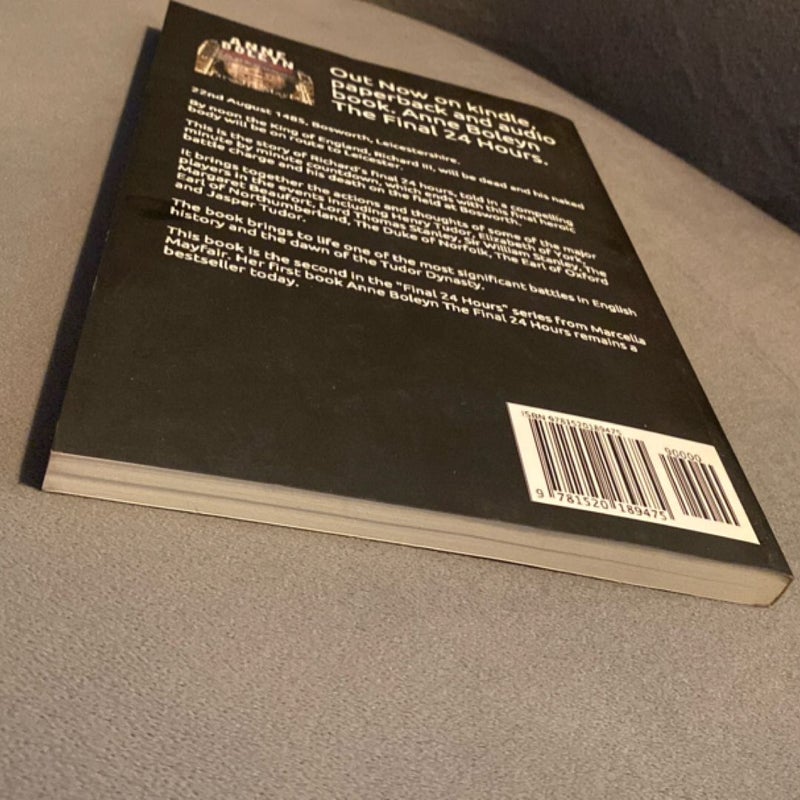 ANNE
BOLEYN
Out Now on kindle,
paperback and audio
book. Anne Boleyn
The Final 24 Hours.
22nd August 1485, Bosworth, Leicestershire.
By noon the King of England, Richard III, will be dead and his naked
body will be en route to Leicester.
This is the story of Richard's final 24 hours, told in a compelling
minute by minute countdown, which ends with his final heroic
battle charge and his death on the field at Bosworth.
It brings together the actions and thoughts of some of the major
players in the events including Henry Tudor, Elizabeth of York,
Margaret Beaufort, Lord Thomas Stanley, Sir William Stanley, The
Earl of Northumberland, The Duke of Norfolk, The Earl of Oxford
and Jasper Tudor.
The book brings to life one of the most significant battles in English
history and the dawn of the Tudor Dynasty.
This book is the second in the "Final 24 Hours" series from Marcella
Mayfair. Her first book Anne Boleyn The Final 24 Hours remains a
bestseller today.
ISBN 9781520189475
90000
9 781520 189475